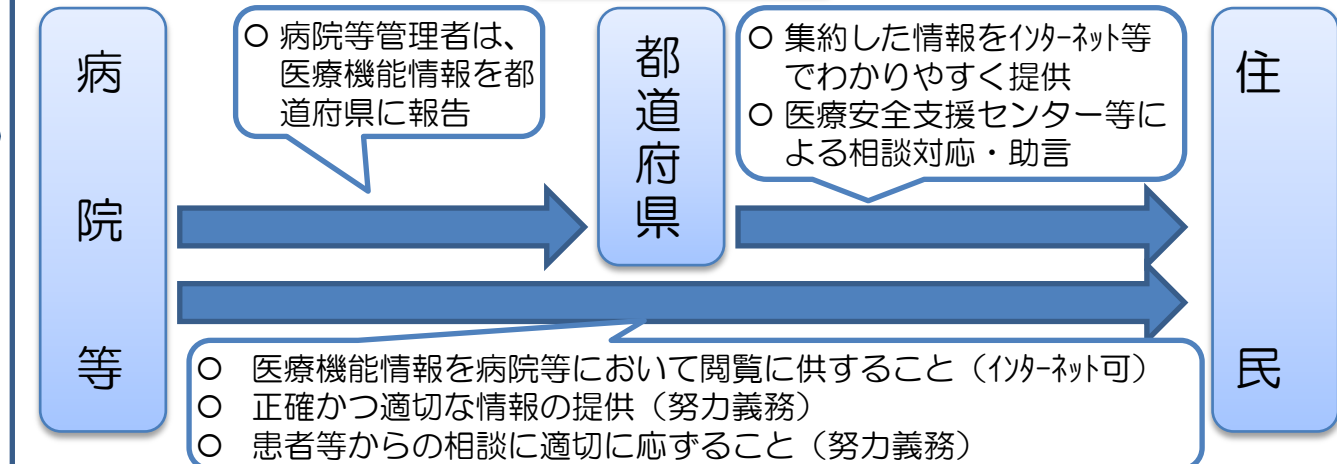 病院等
○ 病院等管理者は、
医療機能情報を都
道府県に報告
都道府県
○ 集約した情報をｲﾝﾀｰﾈｯﾄ等
でわかりやすく提供
○ 医療安全支援センター等に
よる相談対応・助言
住民
○ 医療機能情報を病院等において閲覧に供すること（ｲﾝﾀｰﾈｯﾄ可）
○ 正確かつ適切な情報の提供（努力義務）
○ 患者等からの相談に適切に応ずること（努力義務）